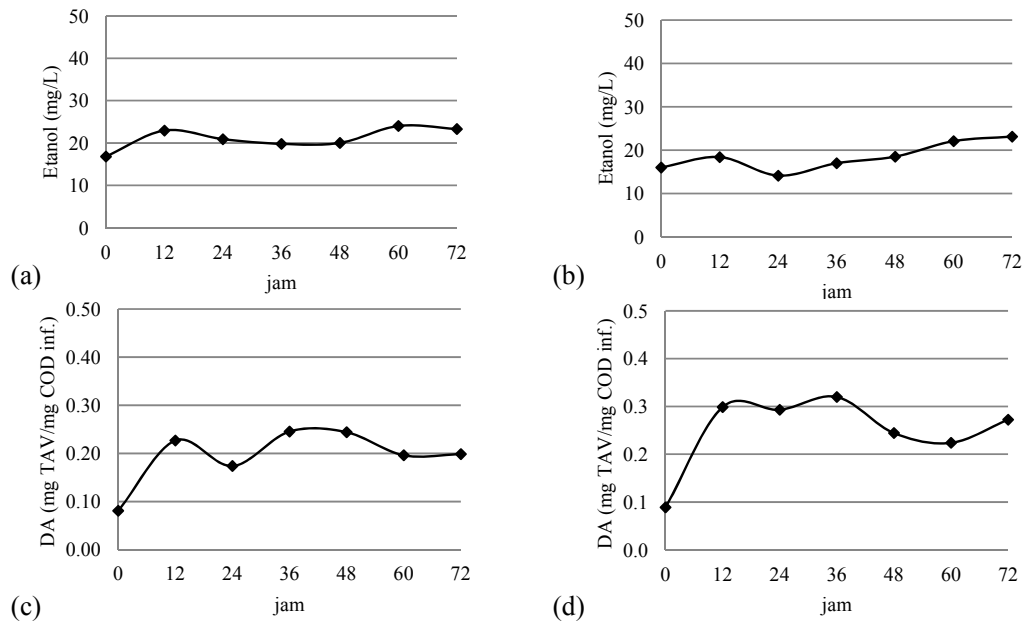 50
40
30
20
10
0
Etanol (mg/L)
0 12 24 36 48 60 72
jam
(a)
50
40
30
20
10
0
Etanol (mg/L)
0 12 24 36 48 60 72
jam
(b)
0.50
0.40
0.30
0.20
0.10
0.00
DA (mg TAV/mg COD inf.)
0 12 24 36 48 60 72
jam
(c)
0.5
0.4
0.3
0.2
0.1
0.0
DA (mg TAV/mg COD inf.)
0 12 24 36 48 60 72
jam
(d)